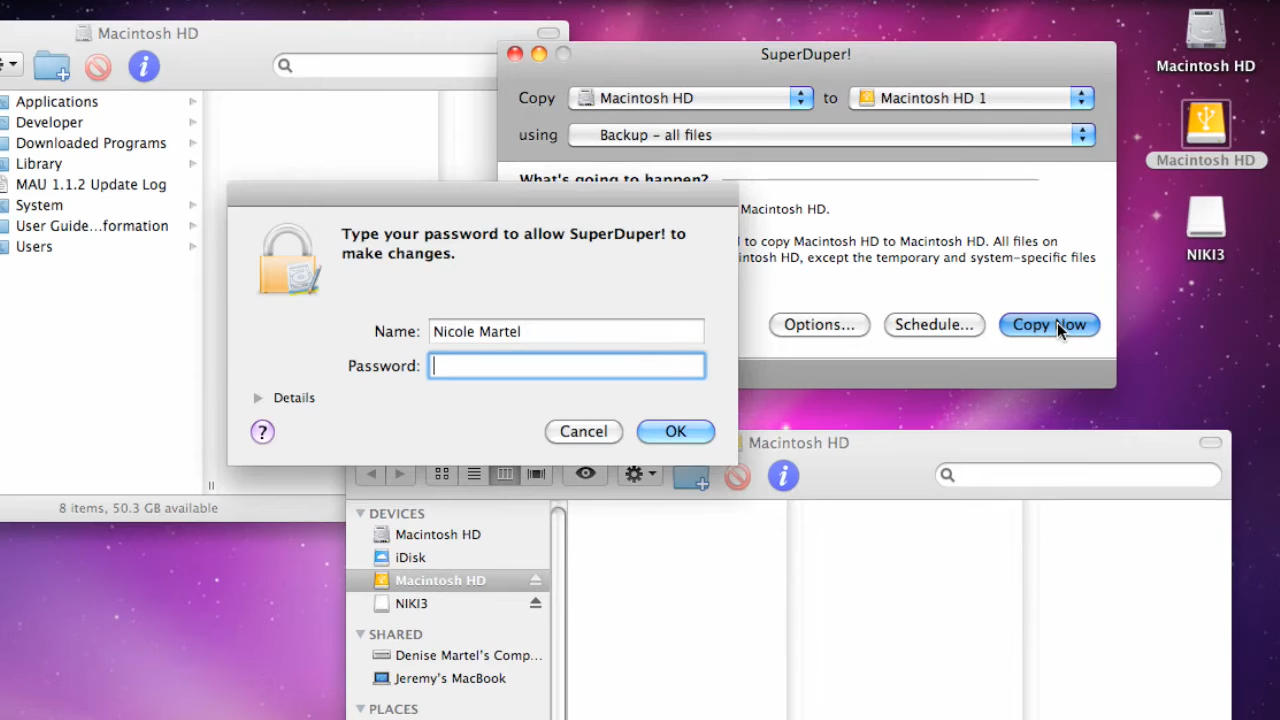 Macintosh HD
Applications
Developer
Downloaded Programs
Library
MAU 1.1.2 Update Log
System
User Guide...formation
Users
8 items, 50.3 GB available
SuperDuper!
Copy Macintosh HD to Macintosh HD 1
using Backup – all files
What's going to happen?
Macintosh HD.
to copy Macintosh HD to Macintosh HD. All files on
intosh HD, except the temporary and system-specific files
Options... Schedule... Copy Now
Type your password to allow SuperDuper! to
make changes.
Name: Nicole Martel
Password:
Details
?
Cancel OK
Macintosh HD
DEVICES
Macintosh HD
iDisk
Macintosh HD
NIKI3
SHARED
Denise Martel's Comp...
Jeremy's MacBook
PLACES
Macintosh HD
Macintosh HD
NIKI3